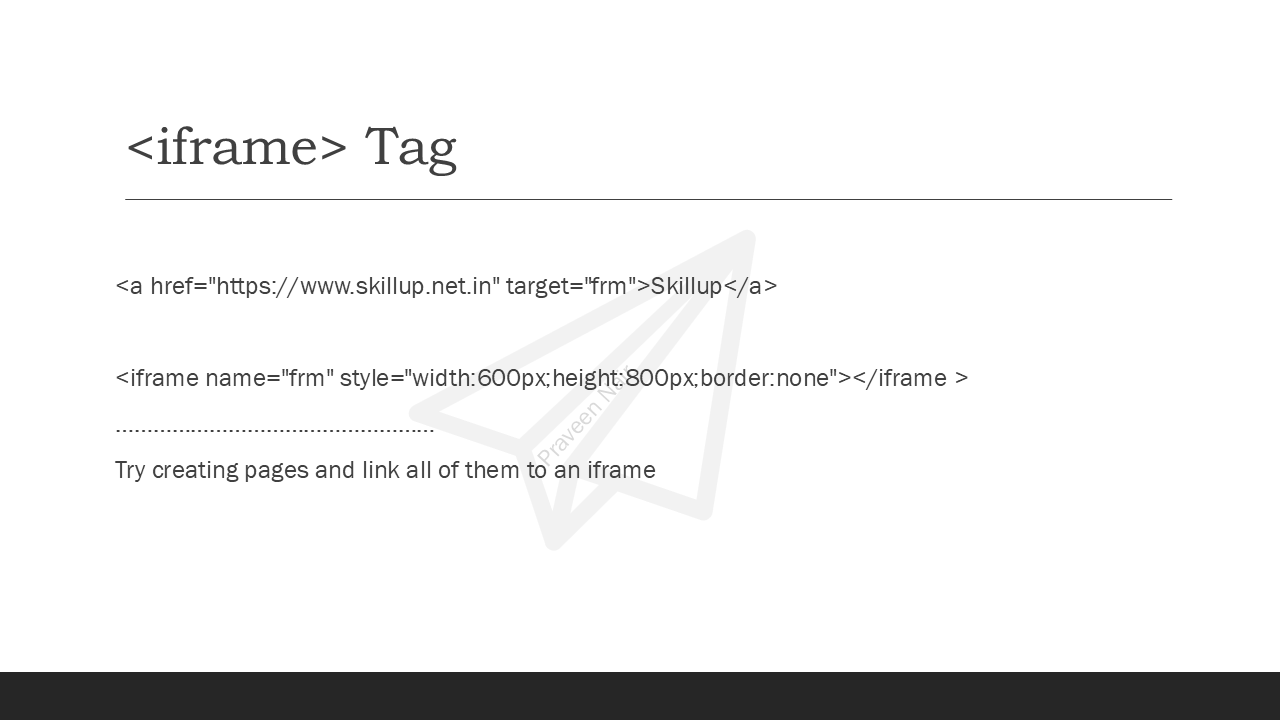 <iframe> Tag
<a href="https://www.skillup.net.in" target="frm">Skillup</a>
<iframe name="frm" style="width:600px;height:800px;border:none"></iframe >
...................................................
Try creating pages and link all of them to an iframe
Praveen